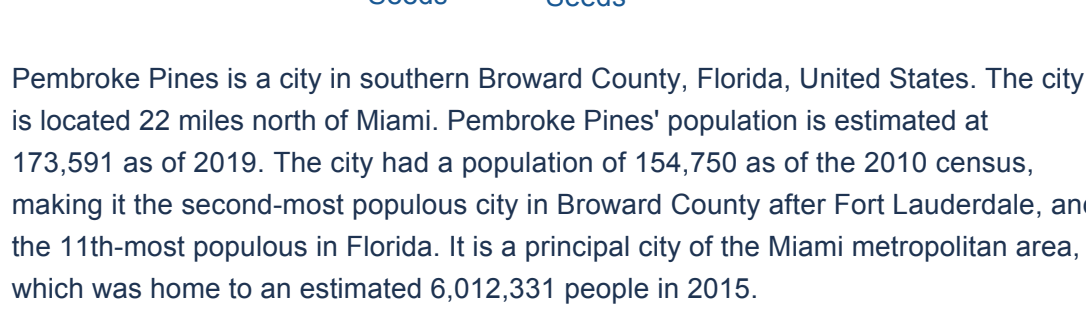 Seeds Seeds
Pembroke Pines is a city in southern Broward County, Florida, United States. The city
is located 22 miles north of Miami. Pembroke Pines' population is estimated at
173,591 as of 2019. The city had a population of 154,750 as of the 2010 census,
making it the second-most populous city in Broward County after Fort Lauderdale, and
the 11th-most populous in Florida. It is a principal city of the Miami metropolitan area,
which was home to an estimated 6,012,331 people in 2015.